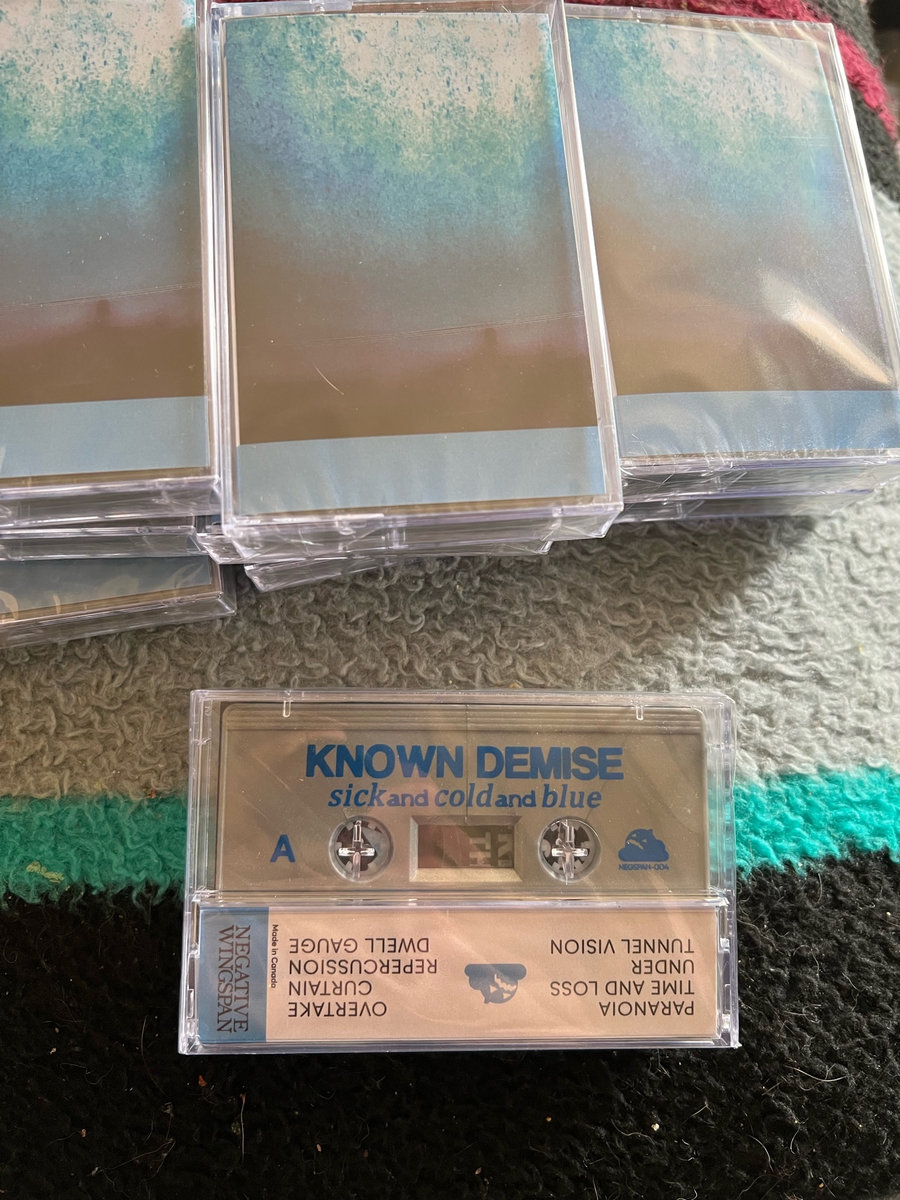 KNOWN DEMISE
sick and cold and blue
A
NEGSPAN-004
PARANOIA
TIME AND LOSS
UNDER
TUNNEL VISION
OVERTAKE
CURTAIN
REPERCUSSION
DWELL GAUGE
Made in Canada
NEGATIVE
WINGSPAN